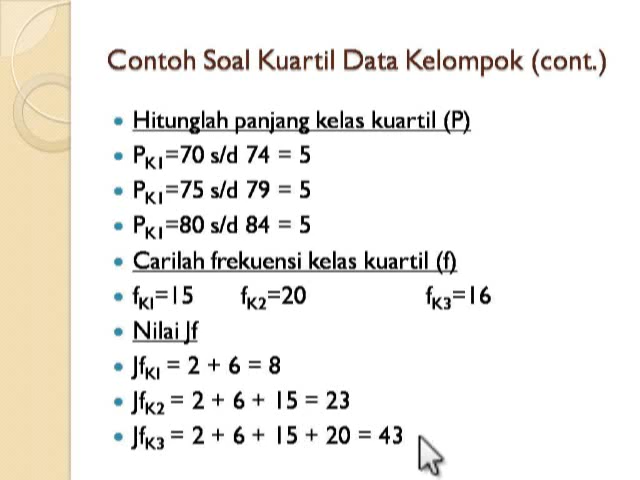 Contoh Soal Kuartil Data Kelompok (cont.)
• Hitunglah panjang kelas kuartil (P)
• PK1=70 s/d 74 = 5
• PK1=75 s/d 79 = 5
• PK1=80 s/d 84 = 5
• Carilah frekuensi kelas kuartil (f)
• fK1=15 fK2=20 fK3=16
• Nilai Jf
• JfK1 = 2 + 6 = 8
• JfK2 = 2 + 6 + 15 = 23
• JfK3 = 2 + 6 + 15 + 20 = 43